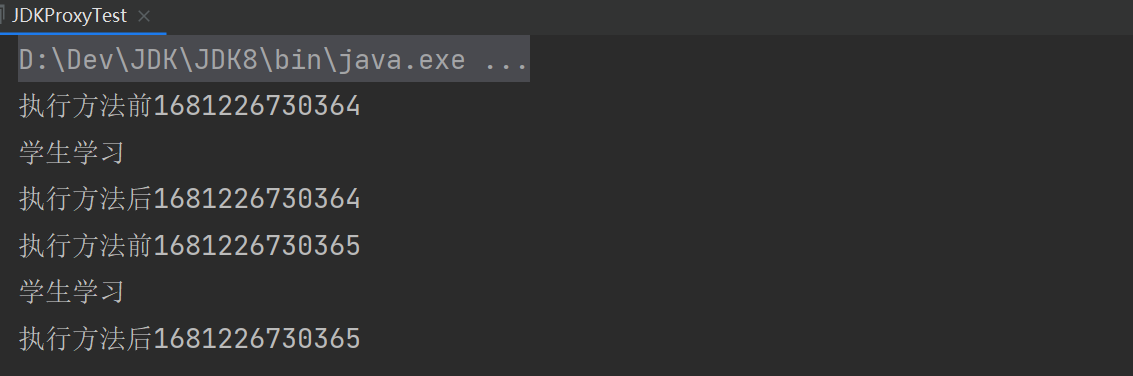 JDKProxyTest
D:\Dev\JDK\JDK8\bin\java.exe ...
执行方法前1681226730364
学生学习
执行方法后1681226730364
执行方法前1681226730365
学生学习
执行方法后1681226730365